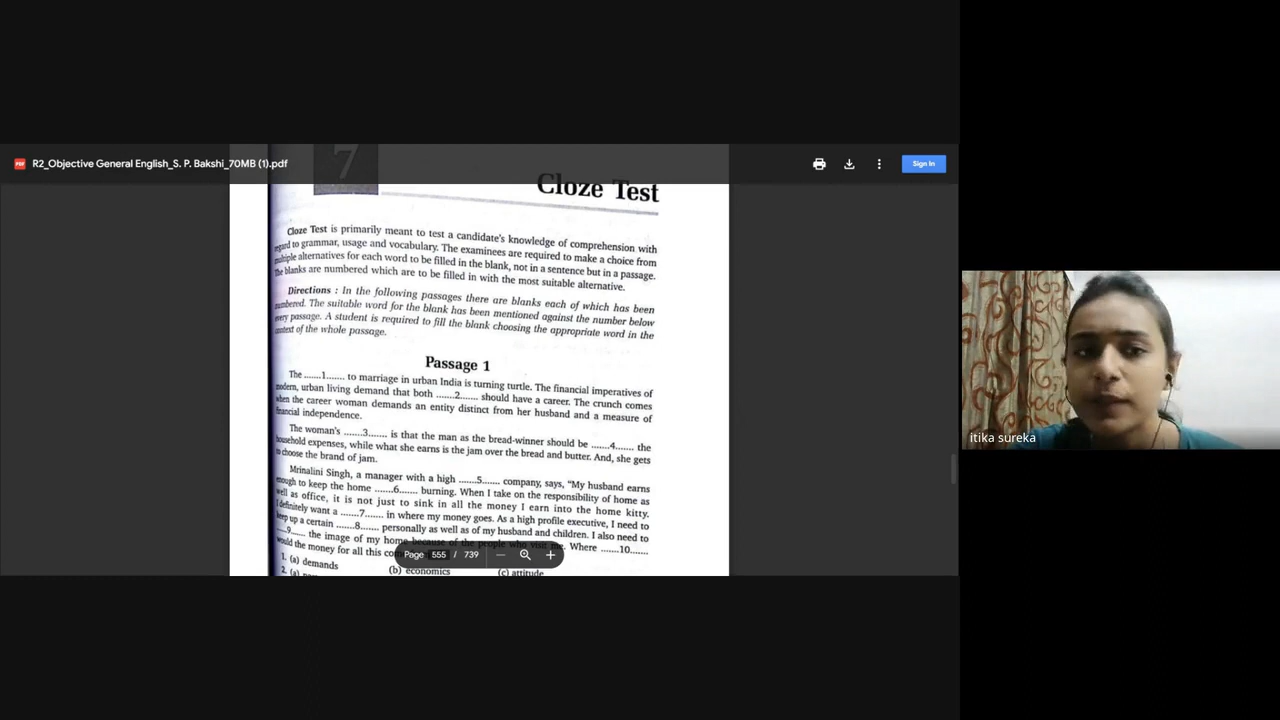 R2_Objective General English_S. P. Bakshi_70MB (1).pdf
Sign In
7
Cloze Test
Cloze Test is primarily meant to test a candidate's knowledge of comprehension with
regard to grammar, usage and vocabulary. The examinees are required to make a choice from
multiple alternatives for each word to be filled in the blank, not in a sentence but in a passage.
The blanks are numbered which are to be filled in with the most suitable alternative.
Directions : In the following passages there are blanks each of which has been
numbered. The suitable word for the blank has been mentioned against the number below
every passage. A student is required to fill the blank choosing the appropriate word in the
context of the whole passage.
Passage 1
The .......1....... to marriage in urban India is turning turtle. The financial imperatives of
modern, urban living demand that both .......2....... should have a career. The crunch comes
when the career woman demands an entity distinct from her husband and a measure of
financial independence.
The woman's .......3....... is that the man as the bread-winner should be .......4....... the
household expenses, while what she earns is the jam over the bread and butter. And, she gets
to choose the brand of jam.
Mrinalini Singh, a manager with a high .......5....... company, says, "My husband earns
enough to keep the home .......6....... burning. When I take on the responsibility of home as
well as office, it is not just to sink in all the money I earn into the home kitty.
I definitely want a .......7....... in where my money goes. As a high profile executive, I need to
keep up a certain .......8....... personally as well as of my husband and children. I also need to
.......9....... the image of my home because of the people who visit me. Where .......10.......
would the money for all this
1. (a) demands (b) economics (c) attitude
2. (a)
Page 555 / 739
itika sureka